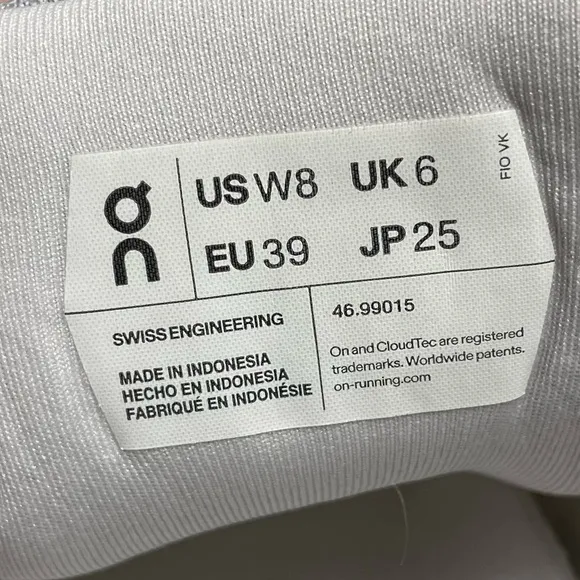 On
US W8 UK 6
EU 39 JP 25
FIO VK
SWISS ENGINEERING
MADE IN INDONESIA
HECHO EN INDONESIA
FABRIQUÉ EN INDONÉSIE
46.99015
On and CloudTec are registered
trademarks. Worldwide patents.
on-running.com